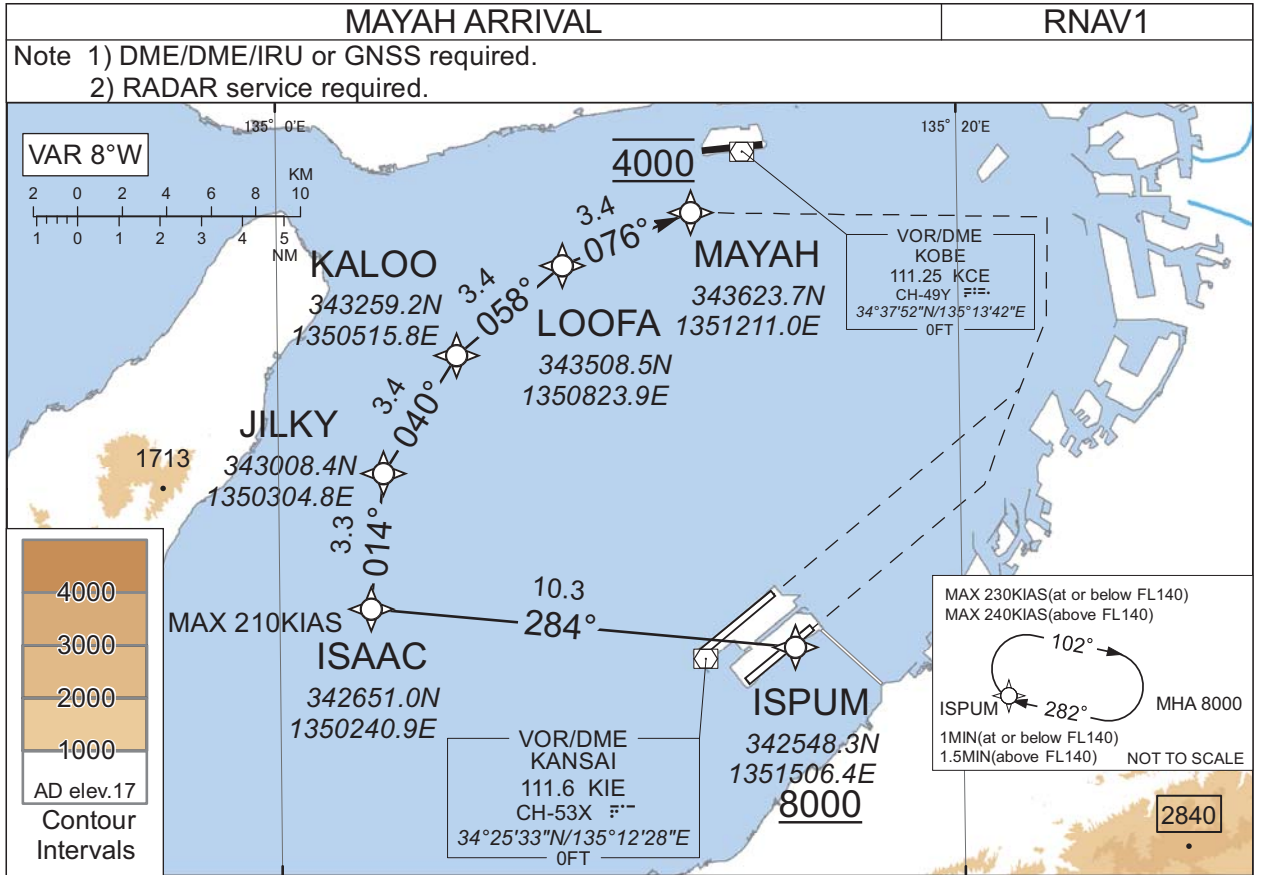 MAYAH ARRIVAL
RNAV1
Note 1) DME/DME/IRU or GNSS required.
2) RADAR service required.
135° 0'E
135° 20'E
VAR 8°W
KM
2 0 2 4 6 8 10
1 0 1 2 3 4 5
NM
4000
3.4
076°
MAYAH
343623.7N
1351211.0E
VOR/DME
KOBE
111.25 KCE
CH-49Y
34°37'52"N/135°13'42"E
0FT
KALOO
343259.2N
1350515.8E
3.4
058°
LOOFA
343508.5N
1350823.9E
3.4
040°
JILKY
343008.4N
1350304.8E
1713
3.3
014°
MAX 210KIAS
ISAAC
342651.0N
1350240.9E
10.3
284°
ISPUM
342548.3N
1351506.4E
8000
VOR/DME
KANSAI
111.6 KIE
CH-53X
34°25'33"N/135°12'28"E
0FT
4000
3000
2000
1000
AD elev.17
Contour
Intervals
MAX 230KIAS(at or below FL140)
MAX 240KIAS(above FL140)
102°
ISPUM
282°
MHA 8000
1MIN(at or below FL140)
1.5MIN(above FL140)
NOT TO SCALE
2840